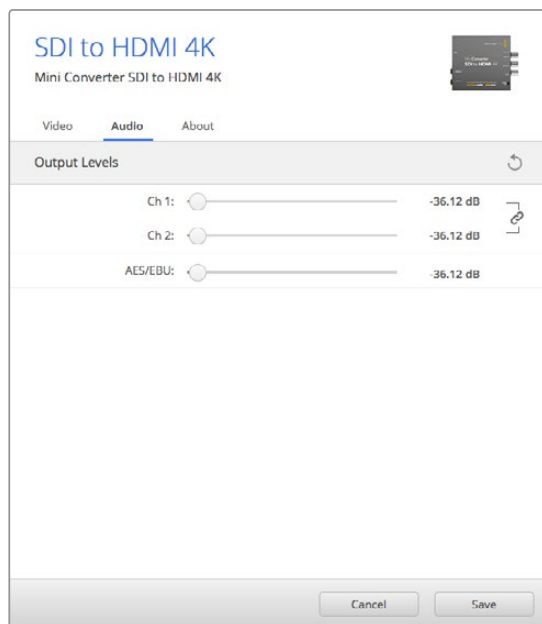 SDI to HDMI 4K
Mini Converter SDI to HDMI 4K
Video Audio About
Output Levels
Ch 1: -36.12 dB
Ch 2: -36.12 dB
AES/EBU: -36.12 dB
Cancel Save